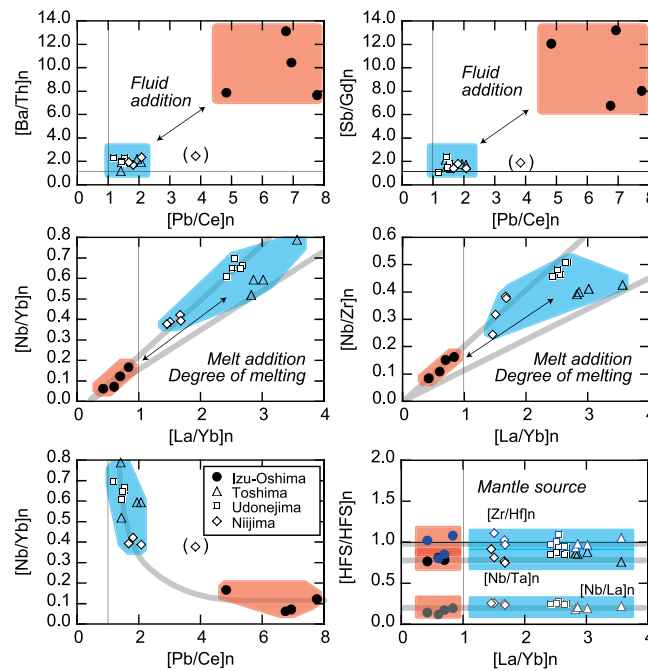 [Ba/Th]n
14.0
12.0
10.0
8.0
6.0
4.0
2.0
0.0
Fluid
addition
( )
0 1 2 3 4 5 6 7 8
[Pb/Ce]n
[Sb/Gd]n
14.0
12.0
10.0
8.0
6.0
4.0
2.0
0.0
Fluid
addition
( )
0 1 2 3 4 5 6 7 8
[Pb/Ce]n
[Nb/Yb]n
0.8
0.7
0.6
0.5
0.4
0.3
0.2
0.1
0.0
Melt addition
Degree of melting
0 1 2 3 4
[La/Yb]n
[Nb/Zr]n
0.6
0.5
0.4
0.3
0.2
0.1
0.0
Melt addition
Degree of melting
0 1 2 3 4
[La/Yb]n
[Nb/Yb]n
0.8
0.7
0.6
0.5
0.4
0.3
0.2
0.1
0.0
Izu-Oshima
Toshima
Udonejima
Niijima
( )
0 1 2 3 4 5 6 7 8
[Pb/Ce]n
[HFS/HFS]n
2.0
1.5
1.0
0.5
0.0
Mantle source
[Zr/Hf]n
[Nb/Ta]n
[Nb/La]n
0 1 2 3 4
[La/Yb]n